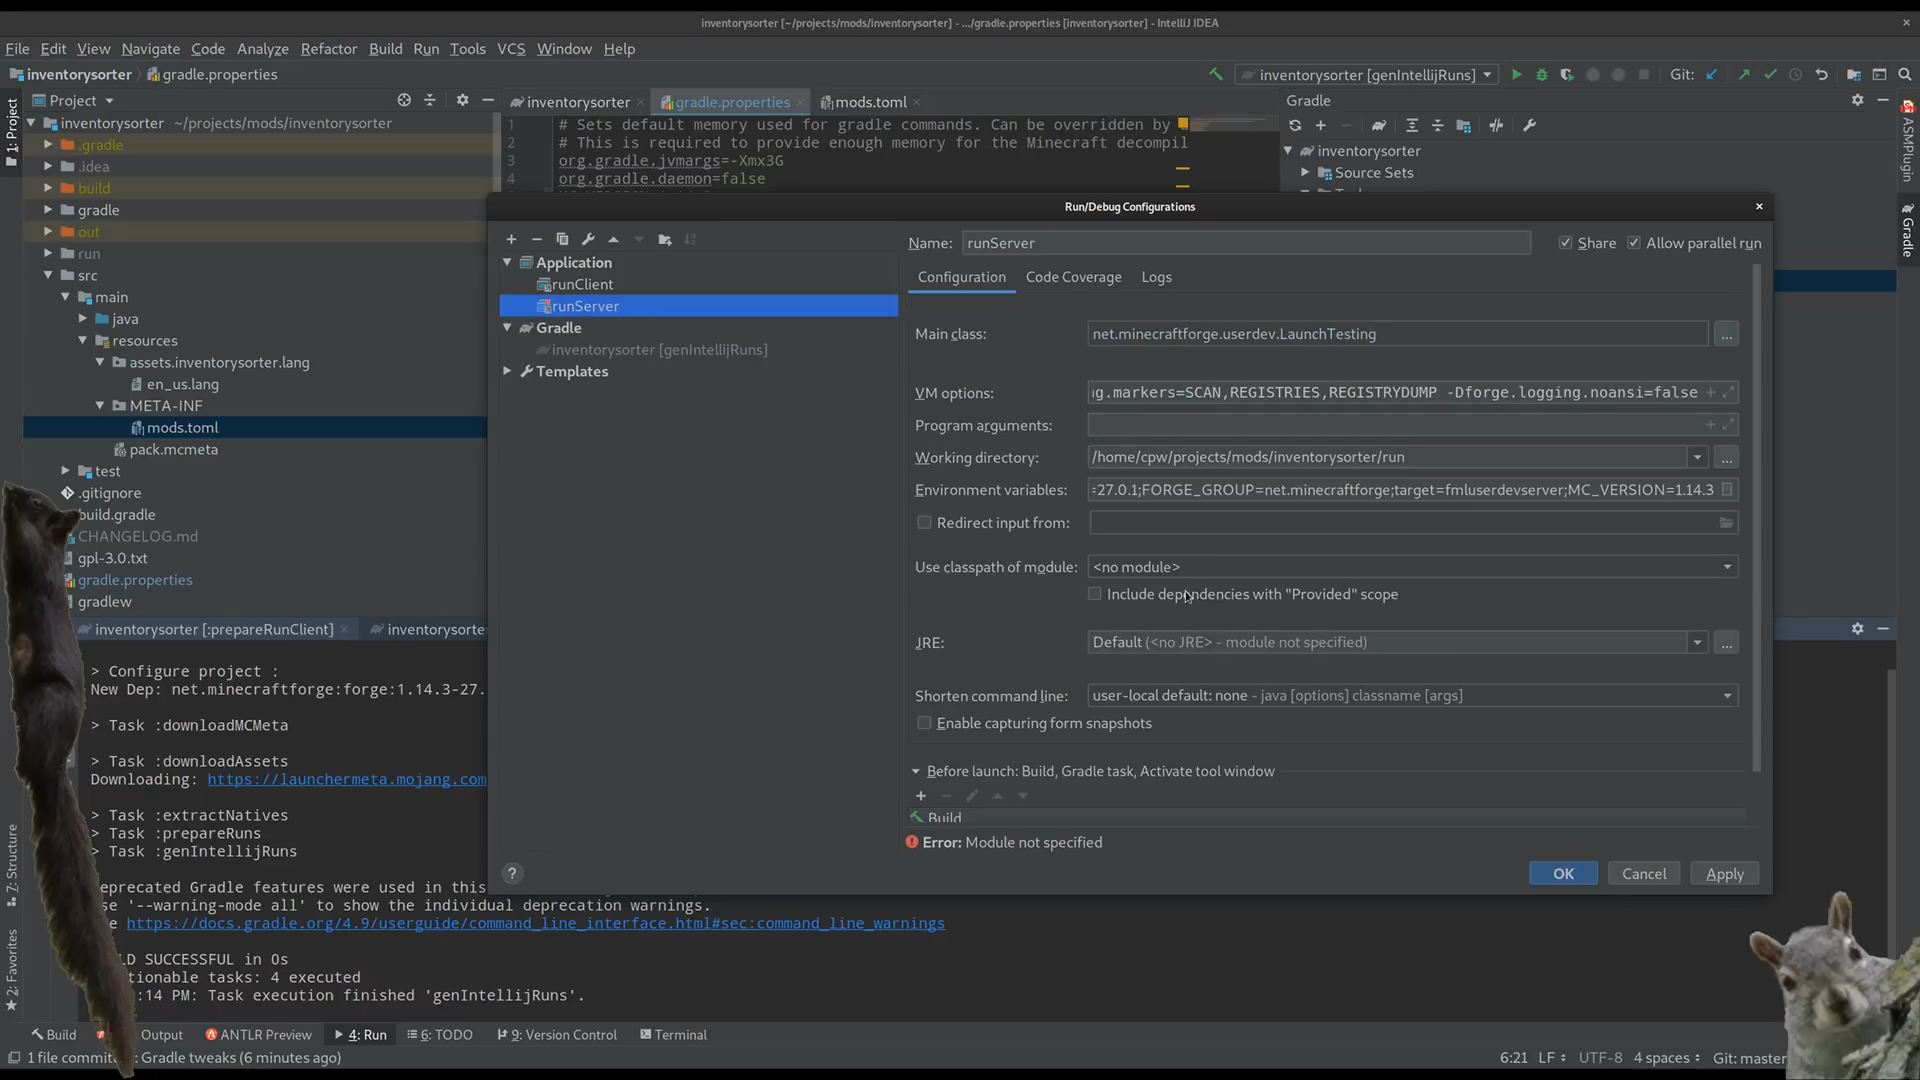 inventorysorter [~/projects/mods/inventorysorter] - .../gradle.properties [inventorysorter] - IntelliJ IDEA
File Edit View Navigate Code Analyze Refactor Build Run Tools VCS Window Help
inventorysorter gradle.properties
inventorysorter [genIntellijRuns]
Git:
1: Project
Project
inventorysorter ~/projects/mods/inventorysorter
.gradle
.idea
build
gradle
out
run
src
main
java
resources
assets.inventorysorter.lang
en_us.lang
META-INF
mods.toml
pack.mcmeta
test
.gitignore
build.gradle
CHANGELOG.md
gpl-3.0.txt
gradle.properties
gradlew
inventorysorter
gradle.properties
mods.toml
1 # Sets default memory used for gradle commands. Can be overridden by
2 # This is required to provide enough memory for the Minecraft decompil
3 org.gradle.jvmargs=-Xmx3G
4 org.gradle.daemon=false
Gradle
inventorysorter
Source Sets
ASMPlugin
Gradle
Run/Debug Configurations
Application
runClient
runServer
Gradle
inventorysorter [genIntellijRuns]
Templates
Name: runServer
Share
Allow parallel run
Configuration Code Coverage Logs
Main class: net.minecraftforge.userdev.LaunchTesting
VM options: g.markers=SCAN,REGISTRIES,REGISTRYDUMP -Dforge.logging.noansi=false
Program arguments:
Working directory: /home/cpw/projects/mods/inventorysorter/run
Environment variables: =27.0.1;FORGE_GROUP=net.minecraftforge;target=fmluserdevserver;MC_VERSION=1.14.3
Redirect input from:
Use classpath of module: <no module>
Include dependencies with "Provided" scope
JRE: Default (<no JRE> - module not specified)
Shorten command line: user-local default: none - java [options] classname [args]
Enable capturing form snapshots
Before launch: Build, Gradle task, Activate tool window
Build
Error: Module not specified
? OK Cancel Apply
inventorysorter [:prepareRunClient] inventorysorte
> Configure project :
New Dep: net.minecraftforge:forge:1.14.3-27.
> Task :downloadMCMeta
> Task :downloadAssets
Downloading: https://launchermeta.mojang.com
> Task :extractNatives
> Task :prepareRuns
> Task :genIntellijRuns
eprecated Gradle features were used in this
se '--warning-mode all' to show the individual deprecation warnings.
e https://docs.gradle.org/4.9/userguide/command_line_interface.html#sec:command_line_warnings
LD SUCCESSFUL in 0s
tionable tasks: 4 executed
:14 PM: Task execution finished 'genIntellijRuns'.
Z: Structure
2: Favorites
Build Output ANTLR Preview 4: Run 6: TODO 9: Version Control Terminal
1 file committ : Gradle tweaks (6 minutes ago)
6:21 LF UTF-8 4 spaces Git: master